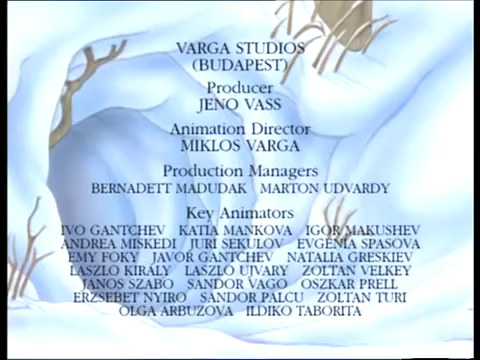 VARGA STUDIOS
(BUDAPEST)
Producer
JENO VASS
Animation Director
MIKLOS VARGA
Production Managers
BERNADETT MADUDAK MARTON UDVARDY
Key Animators
IVO GANTCHEV KATIA MANKOVA IGOR MAKUSHEV
ANDREA MISKEDI JURI SEKULOV EVGENIA SPASOVA
EMY FOKY JAVOR GANTCHEV NATALIA GRESKIEV
LASZLO KIRÁLY LASZLO UJVARY ZOLTAN VELKEY
JANOS SZABO SANDOR VAGO OSZKAR PRELL
ERZSEBET NYIRO SANDOR PALCU ZOLTAN TURI
OLGA ARBUZOVA ILDIKO TABORITA